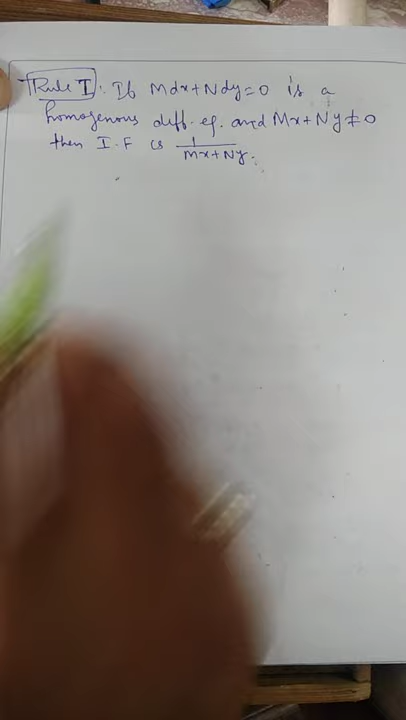 Rule I: If Mdx+Ndy=0 is a
homogenous diff. eq. and Mx+Ny≠0
then I.F is 1/(Mx+Ny).